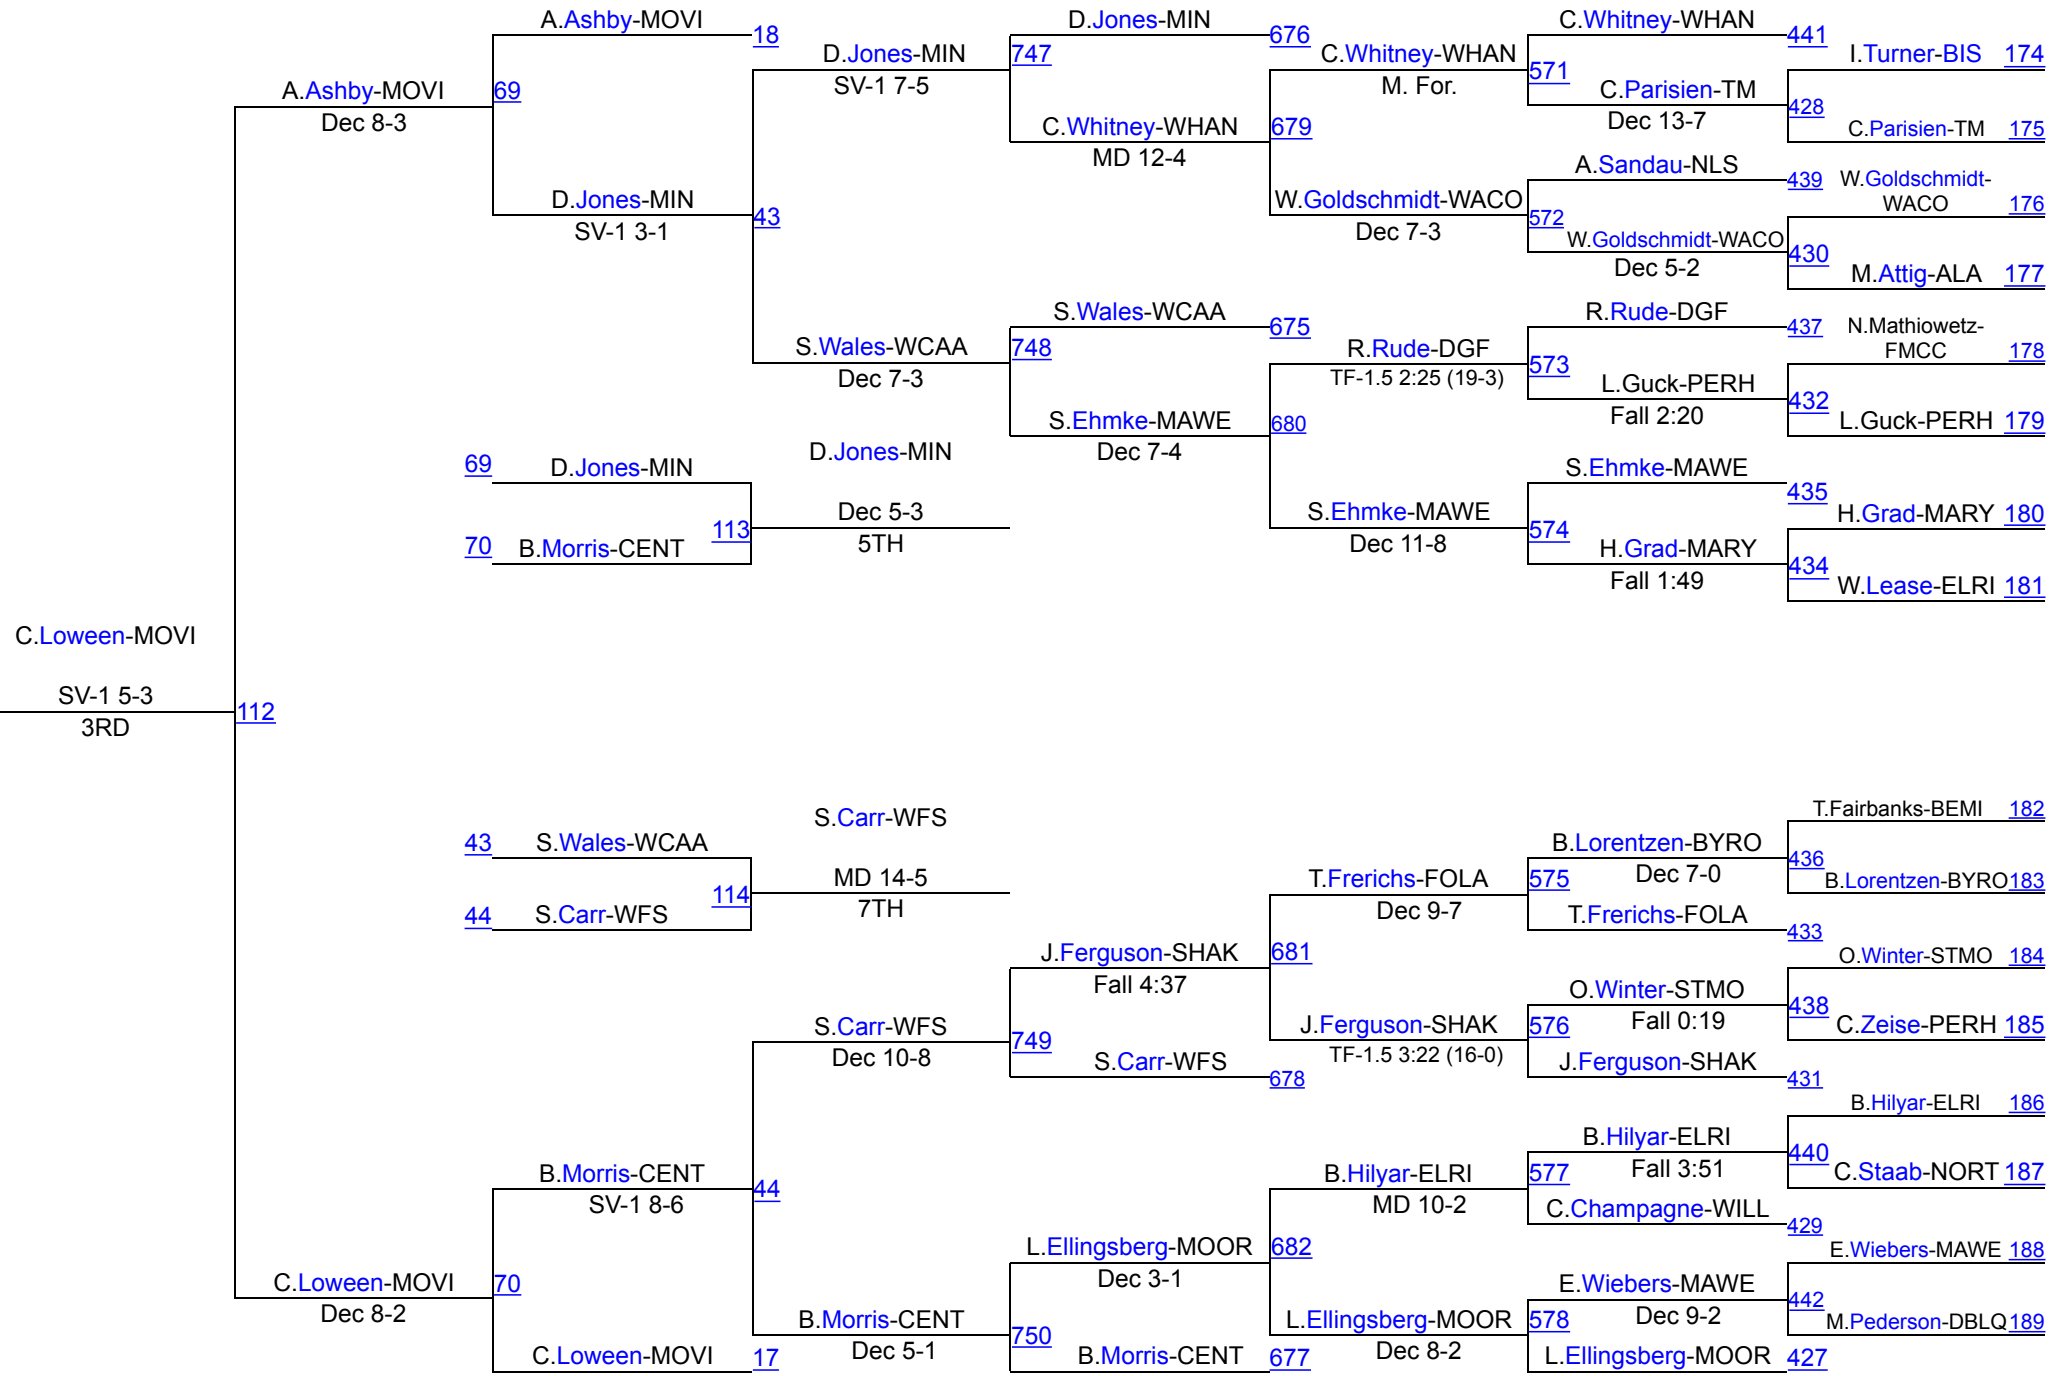 A.Ashby-MOVI
18
69
A.Ashby-MOVI
Dec 8-3
D.Jones-MIN
SV-1 3-1
43
D.Jones-MIN
SV-1 7-5
747
D.Jones-MIN
676
C.Whitney-WHAN
MD 12-4
679
C.Whitney-WHAN
M. For.
571
C.Whitney-WHAN
441
C.Parisien-TM
Dec 13-7
428
I.Turner-BIS 174
C.Parisien-TM 175
W.Goldschmidt-WACO
Dec 7-3
572
A.Sandau-NLS
439
W.Goldschmidt-WACO
Dec 5-2
430
W.Goldschmidt-
WACO 176
M.Attig-ALA 177
S.Wales-WCAA
Dec 7-3
748
S.Wales-WCAA
675
S.Ehmke-MAWE
Dec 7-4
680
R.Rude-DGF
TF-1.5 2:25 (19-3)
573
R.Rude-DGF
437
L.Guck-PERH
Fall 2:20
432
N.Mathiowetz-
FMCC 178
L.Guck-PERH 179
S.Ehmke-MAWE
Dec 11-8
574
S.Ehmke-MAWE
435
H.Grad-MARY
Fall 1:49
434
H.Grad-MARY 180
W.Lease-ELRI 181
69 D.Jones-MIN
70 B.Morris-CENT
113
D.Jones-MIN
Dec 5-3
5TH
C.Loween-MOVI
SV-1 5-3
3RD
112
43 S.Wales-WCAA
44 S.Carr-WFS
114
S.Carr-WFS
MD 14-5
7TH
C.Loween-MOVI
Dec 8-2
70
B.Morris-CENT
SV-1 8-6
44
S.Carr-WFS
Dec 10-8
749
J.Ferguson-SHAK
Fall 4:37
681
T.Frerichs-FOLA
Dec 9-7
575
B.Lorentzen-BYRO
Dec 7-0
436
T.Fairbanks-BEMI 182
B.Lorentzen-BYRO 183
T.Frerichs-FOLA
433
J.Ferguson-SHAK
TF-1.5 3:22 (16-0)
576
O.Winter-STMO
Fall 0:19
438
O.Winter-STMO 184
C.Zeise-PERH 185
J.Ferguson-SHAK
431
S.Carr-WFS
678
B.Morris-CENT
Dec 5-1
750
L.Ellingsberg-MOOR
Dec 3-1
682
B.Hilyar-ELRI
MD 10-2
577
B.Hilyar-ELRI
Fall 3:51
440
B.Hilyar-ELRI 186
C.Staab-NORT 187
C.Champagne-WILL
429
L.Ellingsberg-MOOR
Dec 8-2
578
E.Wiebers-MAWE
Dec 9-2
442
E.Wiebers-MAWE 188
M.Pederson-DBLQ 189
L.Ellingsberg-MOOR
427
B.Morris-CENT
677
C.Loween-MOVI
17